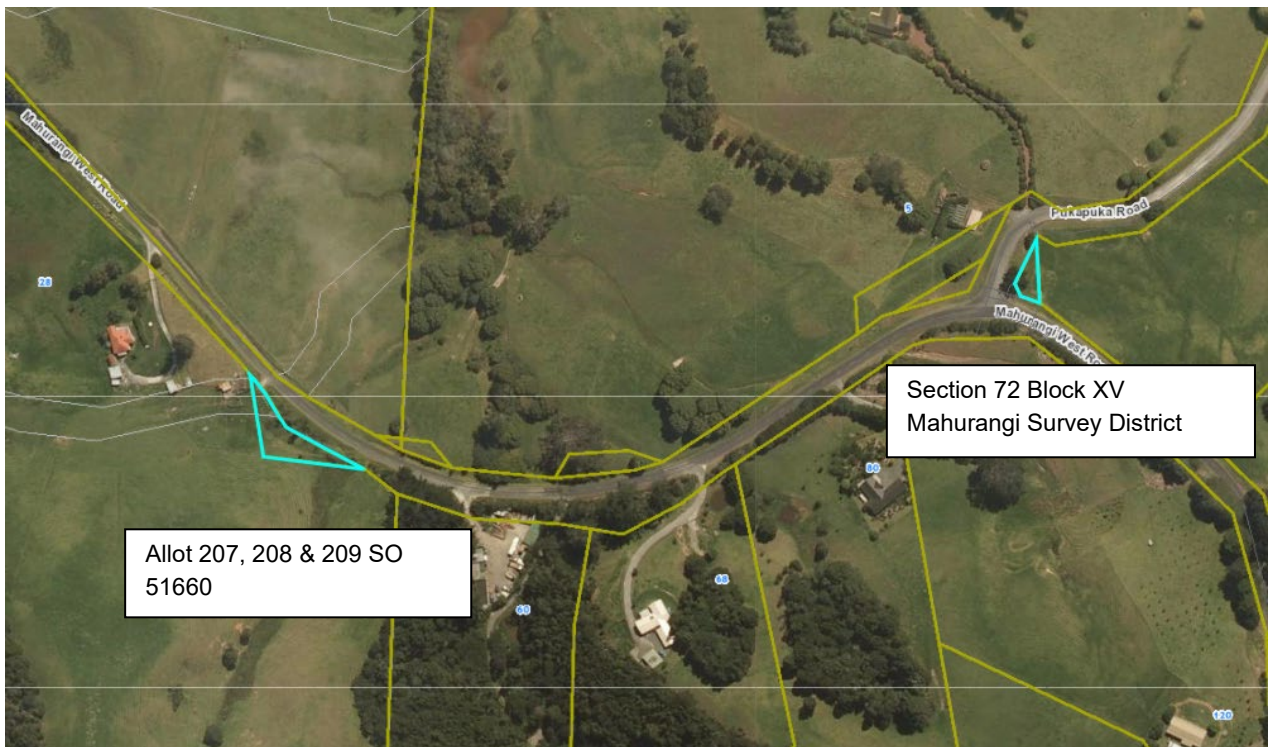 Mahurangi West Road
Pukapuka Road
5
28
Mahurangi West Ro
Section 72 Block XV
Mahurangi Survey District
80
Allot 207, 208 & 209 SO
51660
68
60
120